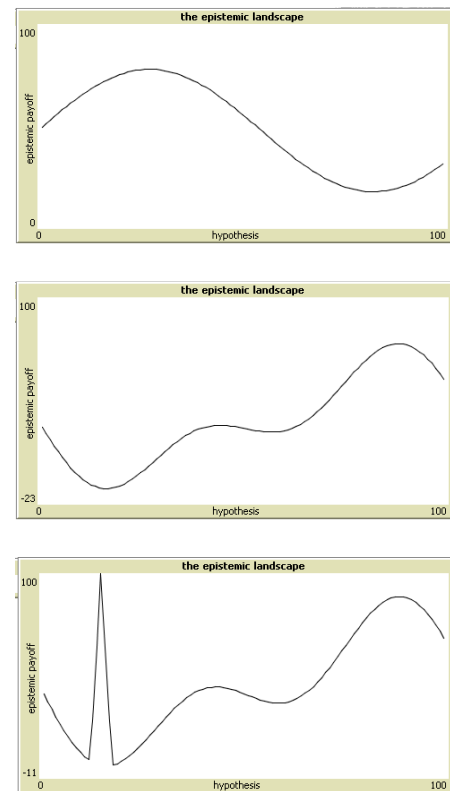 the epistemic landscape
100
epistemic payoff
0
0 hypothesis 100
the epistemic landscape
100
epistemic payoff
-23
0 hypothesis 100
the epistemic landscape
100
epistemic payoff
-11
0 hypothesis 100